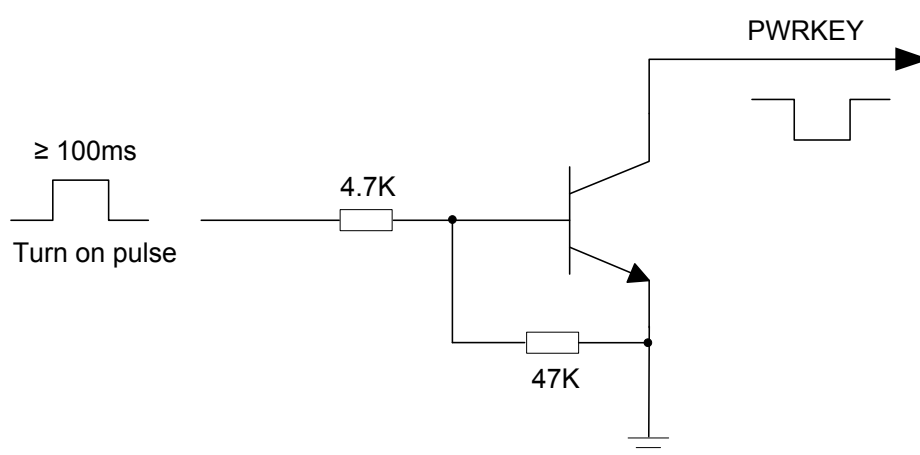 PWRKEY
≥ 100ms
4.7K
Turn on pulse
47K